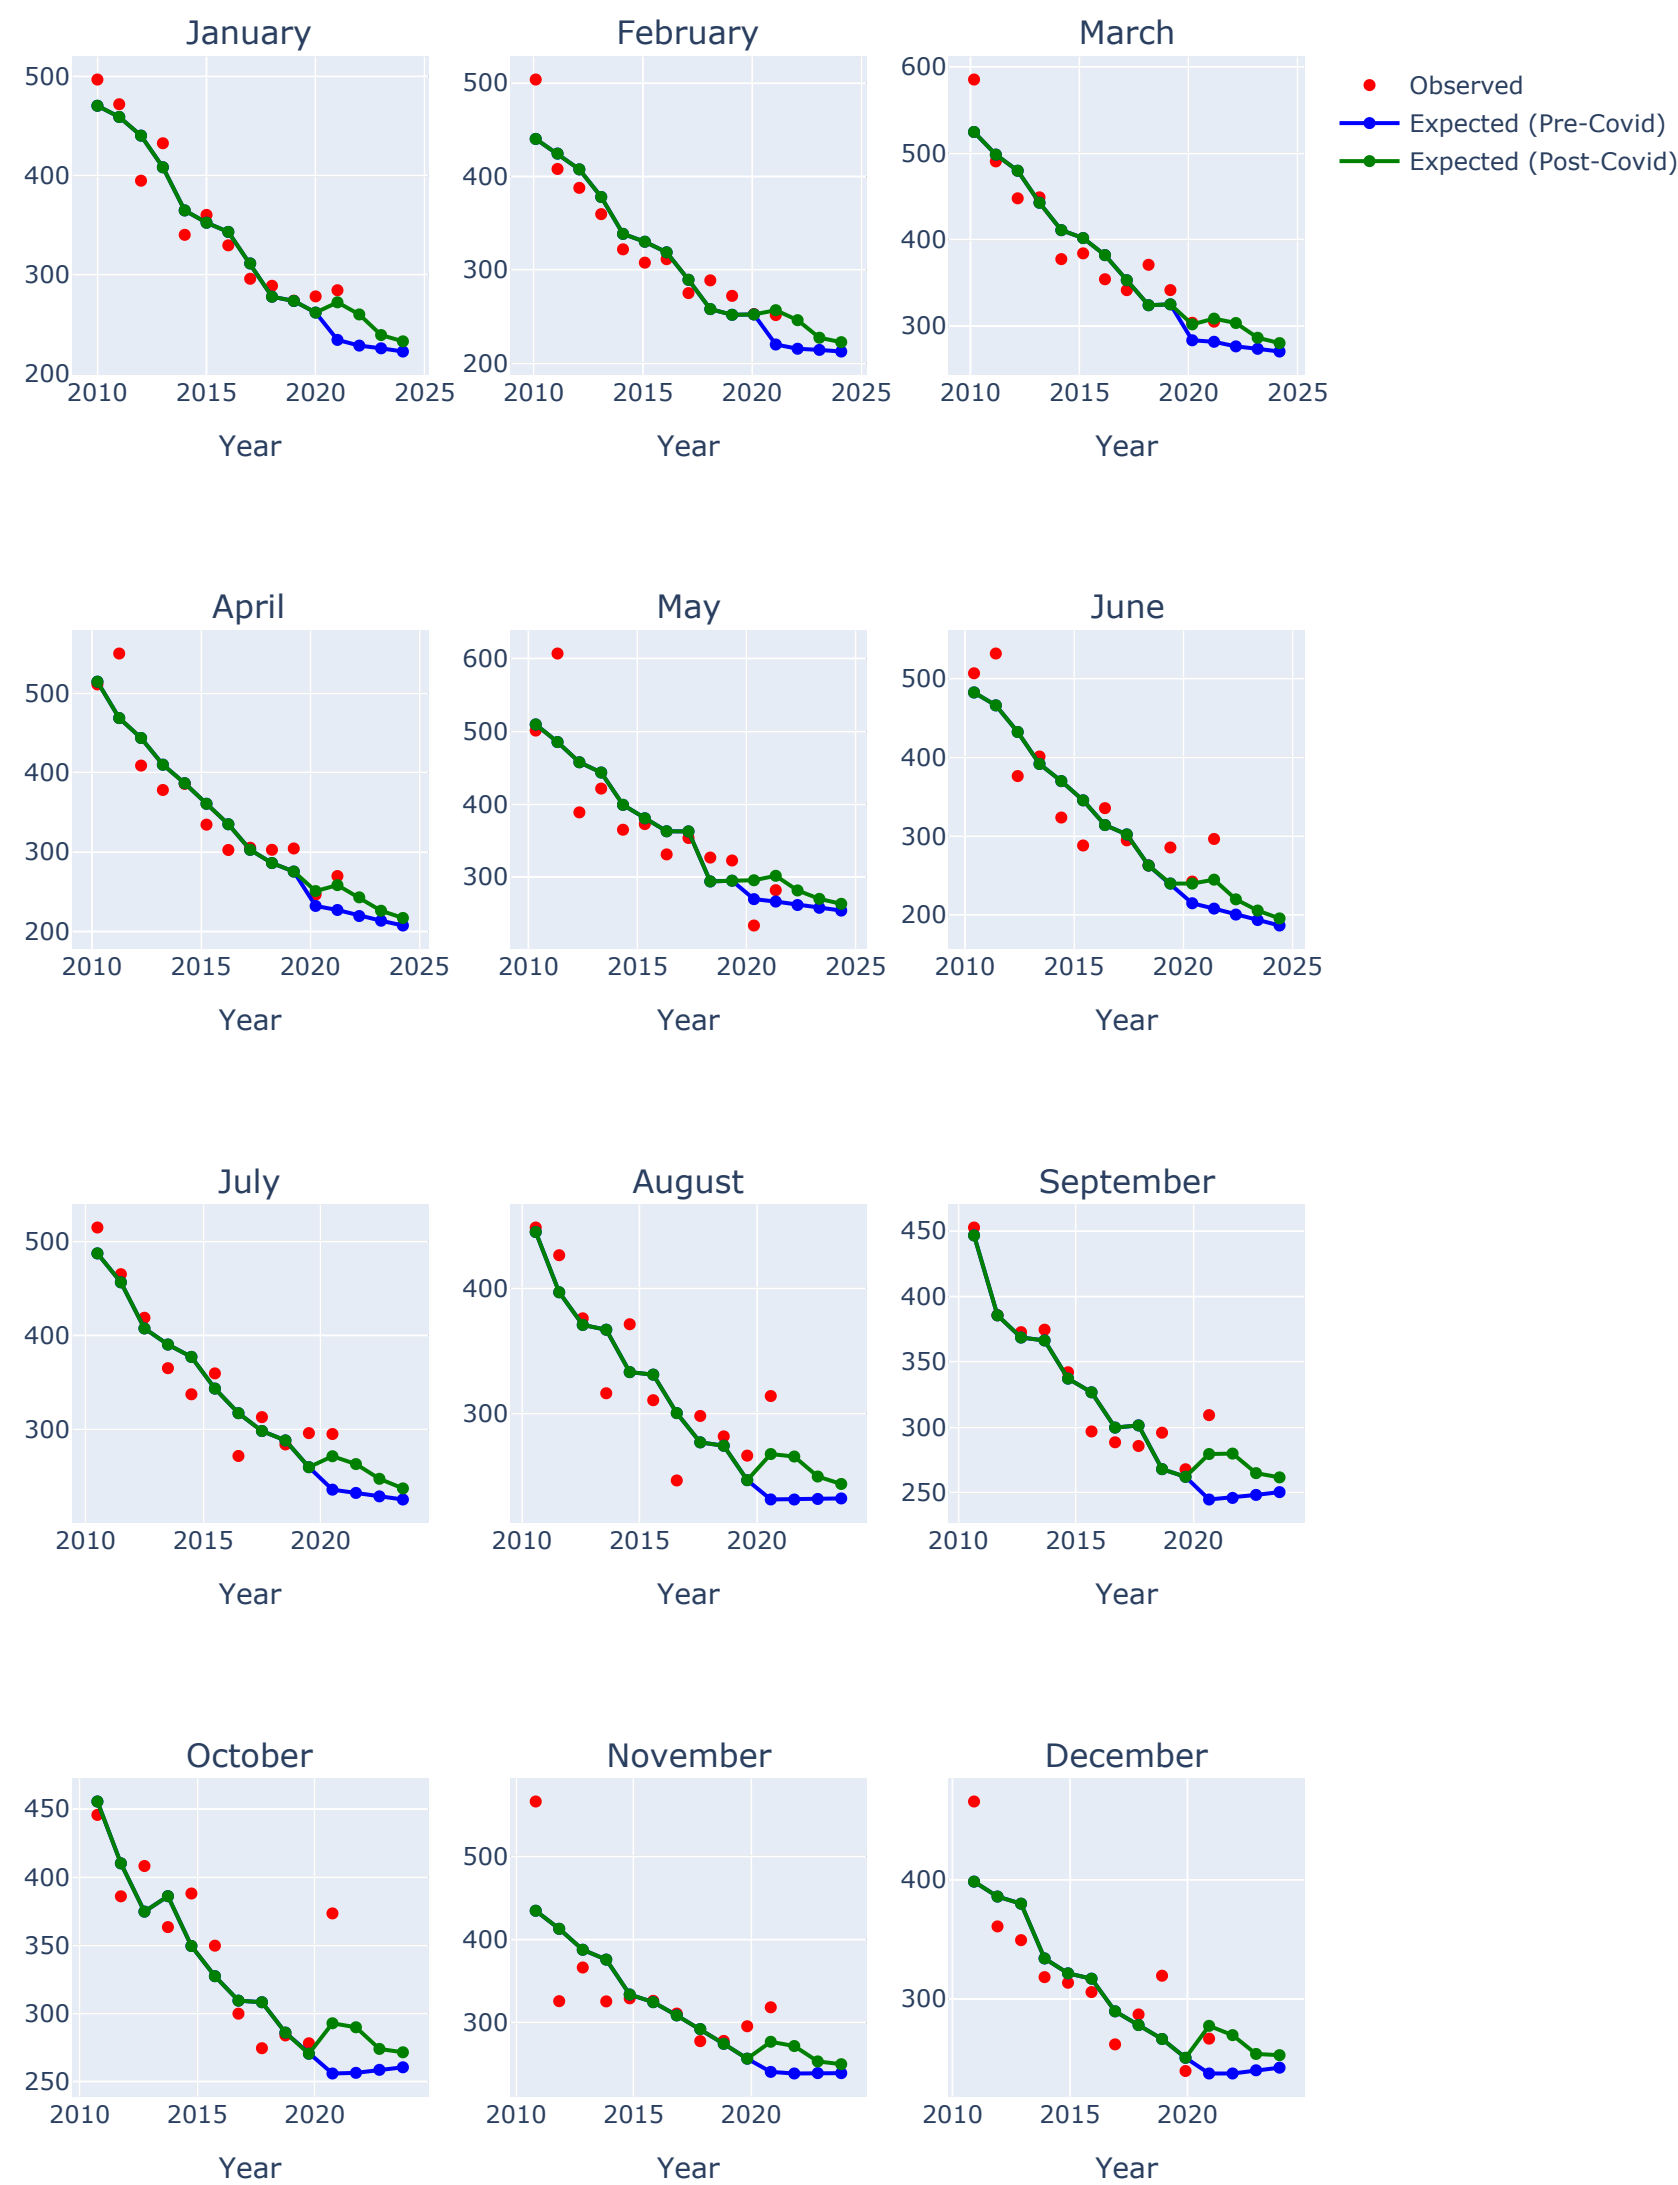 January February March
500
400
300
200
2010 2015 2020 2025
Year
500
400
300
200
2010 2015 2020 2025
Year
600
500
400
300
2010 2015 2020 2025
Year
Observed
Expected (Pre-Covid)
Expected (Post-Covid)
April May June
500
400
300
200
2010 2015 2020 2025
Year
600
500
400
300
2010 2015 2020 2025
Year
500
400
300
200
2010 2015 2020 2025
Year
July August September
500
400
300
2010 2015 2020
Year
400
300
2010 2015 2020
Year
450
400
350
300
250
2010 2015 2020
Year
October November December
450
400
350
300
250
2010 2015 2020
Year
500
400
300
2010 2015 2020
Year
400
300
2010 2015 2020
Year